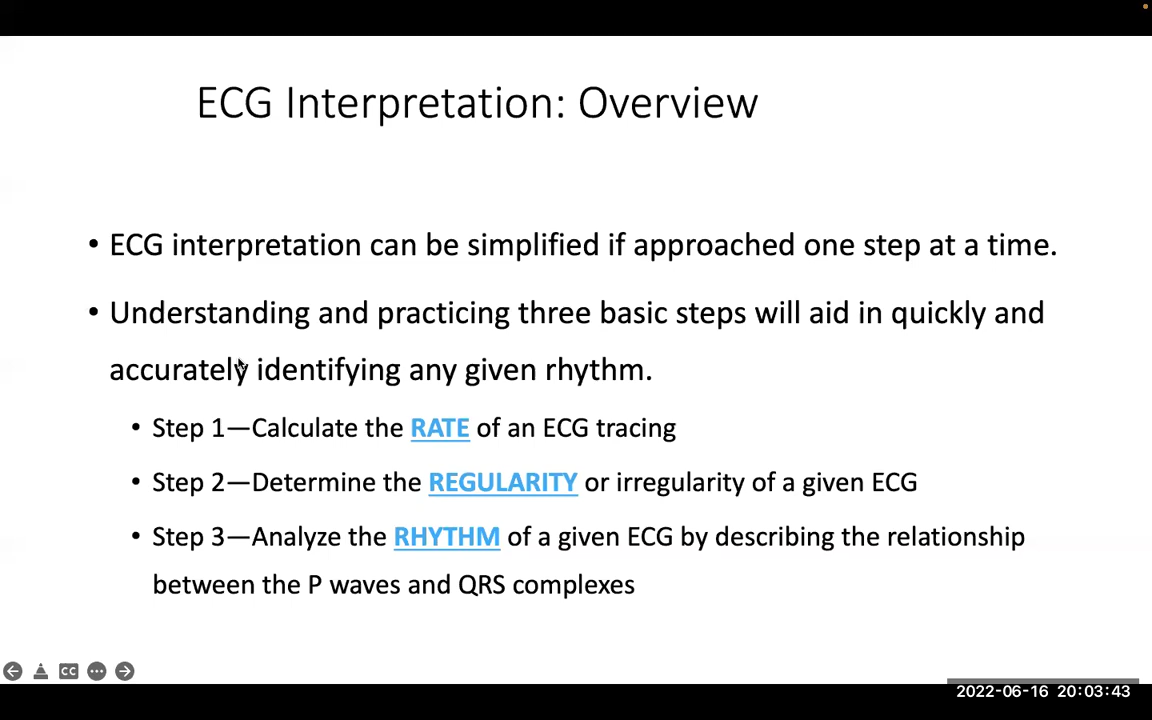 ECG Interpretation: Overview
• ECG interpretation can be simplified if approached one step at a time.
• Understanding and practicing three basic steps will aid in quickly and
accurately identifying any given rhythm.
• Step 1—Calculate the RATE of an ECG tracing
• Step 2—Determine the REGULARITY or irregularity of a given ECG
• Step 3—Analyze the RHYTHM of a given ECG by describing the relationship
between the P waves and QRS complexes
CC
2022-06-16 20:03:43